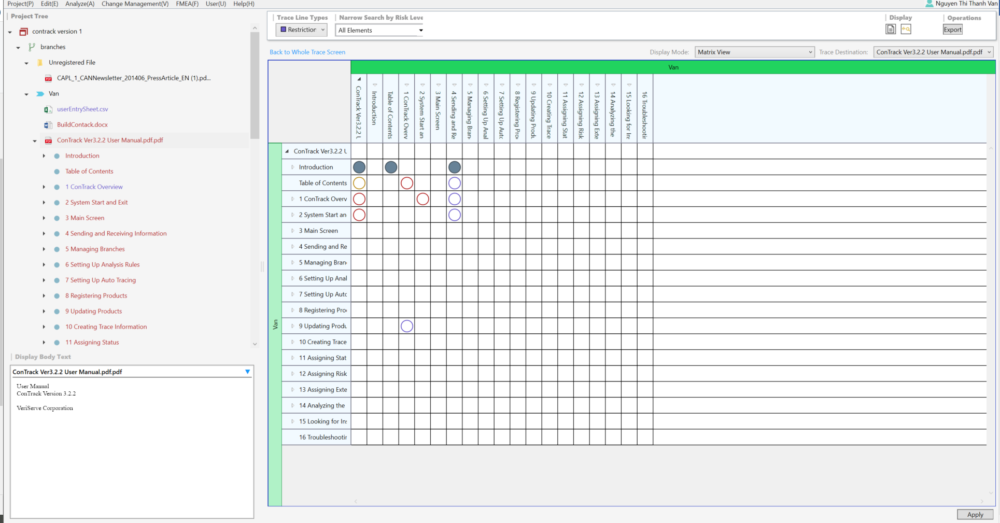 Project(P) Edit(E) Analyze(A) Change Management(V) FMEA(F) User(U) Help(H)
Nguyen Thi Thanh Van
Project Tree
contrack version 1
branches
Unregistered File
CAPL_1_CANNewsletter_201406_PressArticle_EN (1).pd...
Van
userEntrySheet.csv
BuildContack.docx
ConTrack Ver3.2.2 User Manual.pdf.pdf
Introduction
Table of Contents
1 ConTrack Overview
2 System Start and Exit
3 Main Screen
4 Sending and Receiving Information
5 Managing Branches
6 Setting Up Analysis Rules
7 Setting Up Auto Tracing
8 Registering Products
9 Updating Products
10 Creating Trace Information
11 Assigning Status
Display Body Text
ConTrack Ver3.2.2 User Manual.pdf.pdf
User Manual
ConTrack Version 3.2.2
VeriServe Corporation
Trace Line Types
Narrow Search by Risk Leve
Restriction
All Elements
Display
Operations
Export
Back to Whole Trace Screen
Display Mode:
Matrix View
Trace Destination:
ConTrack Ver3.2.2 User Manual.pdf.pdf
Van
ConTrack Ver3.2.2 U
Introduction
Table of Contents
1 ConTrack Overv
2 System Start an
3 Main Screen
4 Sending and Re
5 Managing Bran
6 Setting Up Anal
7 Setting Up Autc
8 Registering Pro
9 Updating Produ
10 Creating Trace
11 Assigning Stat
12 Assigning Risk
13 Assigning Exte
14 Analyzing the
15 Looking for In
16 Troubleshootin
Van
ConTrack Ver3.2.2 U
Introduction
Table of Contents
1 ConTrack Overv
2 System Start an
3 Main Screen
4 Sending and Re
5 Managing Bran
6 Setting Up Anal
7 Setting Up Autc
8 Registering Pro
9 Updating Produ
10 Creating Trace
11 Assigning Stat
12 Assigning Risk
13 Assigning Exte
14 Analyzing the
15 Looking for In
16 Troubleshootin
Apply